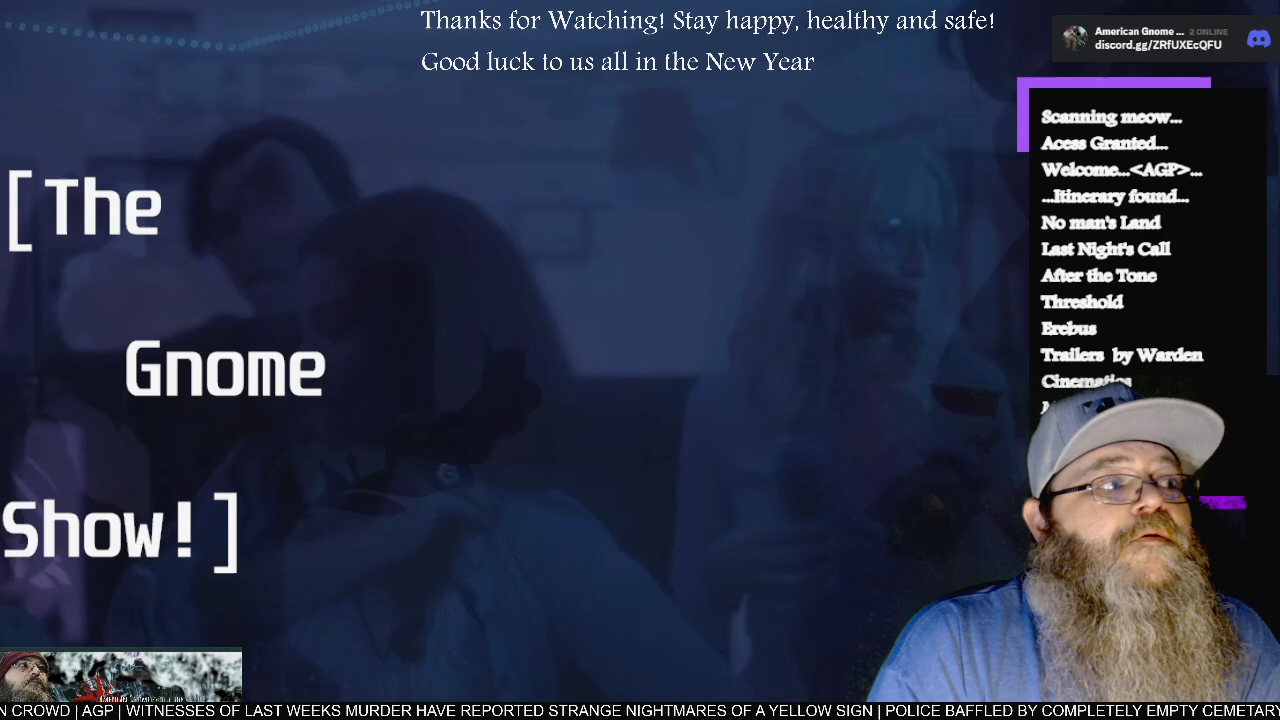 Thanks for Watching! Stay happy, healthy and safe!
Good luck to us all in the New Year
American Gnome ... 2 ONLINE
discord.gg/ZRfUXEcQFU
Scanning meow...
Acess Granted...
Welcome...<AGP>...
...Itinerary found...
No man's Land
Last Night's Call
After the Tone
Threshold
Erebus
Trailers by Warden
Cinematics
[The
Gnome
Show!]
N CROWD | AGP | WITNESSES OF LAST WEEKS MURDER HAVE REPORTED STRANGE NIGHTMARES OF A YELLOW SIGN | POLICE BAFFLED BY COMPLETELY EMPTY CEMETARY